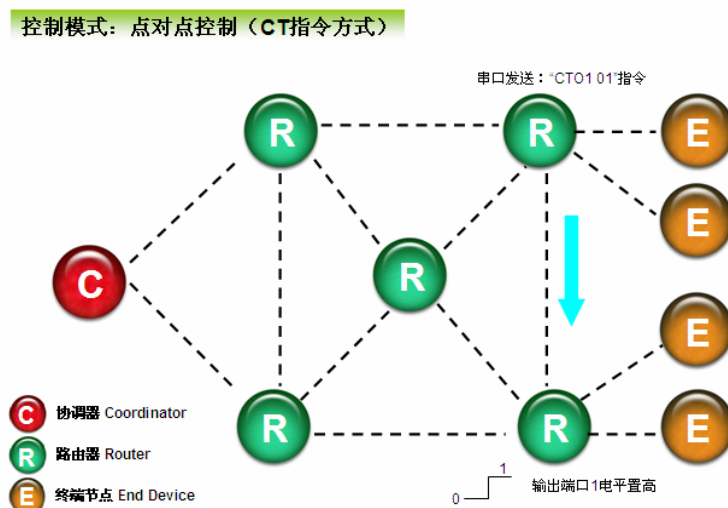 控制模式：点对点控制（CT指令方式）
串口发送：“CTO1 01”指令
R
R
E
E
R
C
E
R
R
E
C 协调器 Coordinator
R 路由器 Router
E 终端节点 End Device
1
0
输出端口1电平置高